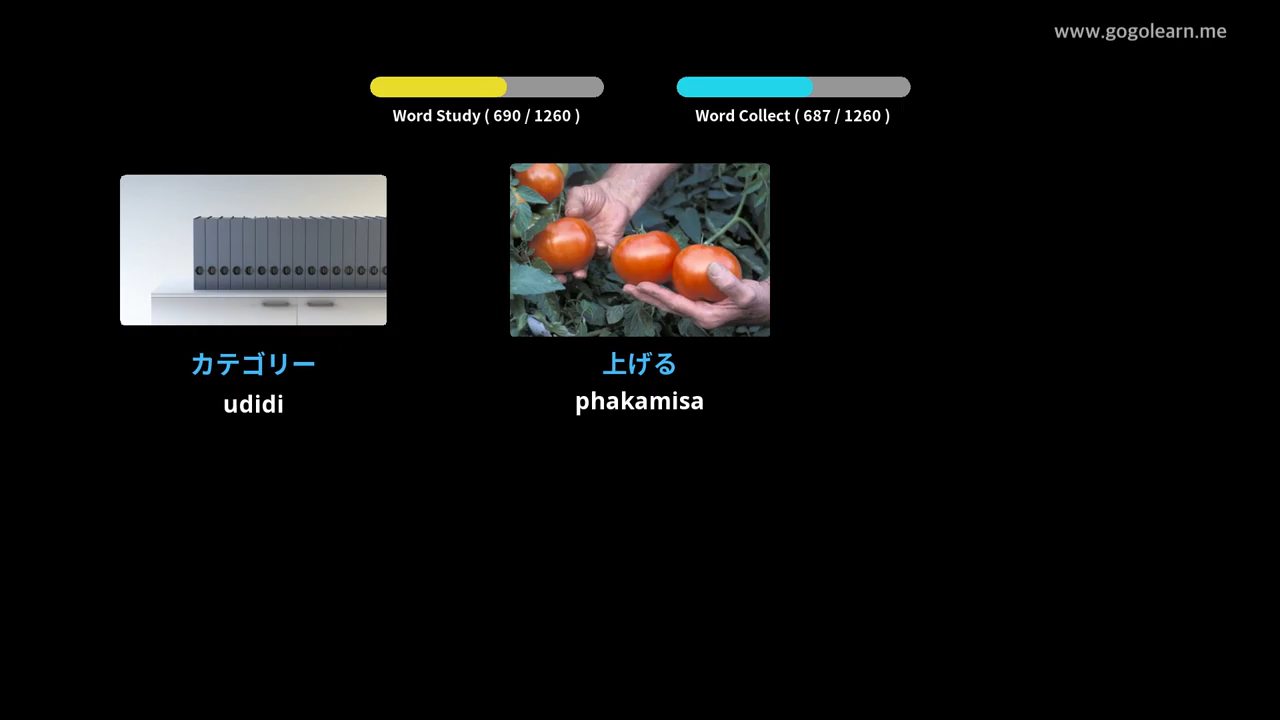 www.gogolearn.me
Word Study ( 690 / 1260 )
Word Collect ( 687 / 1260 )
カテゴリー
udidi
上げる
phakamisa